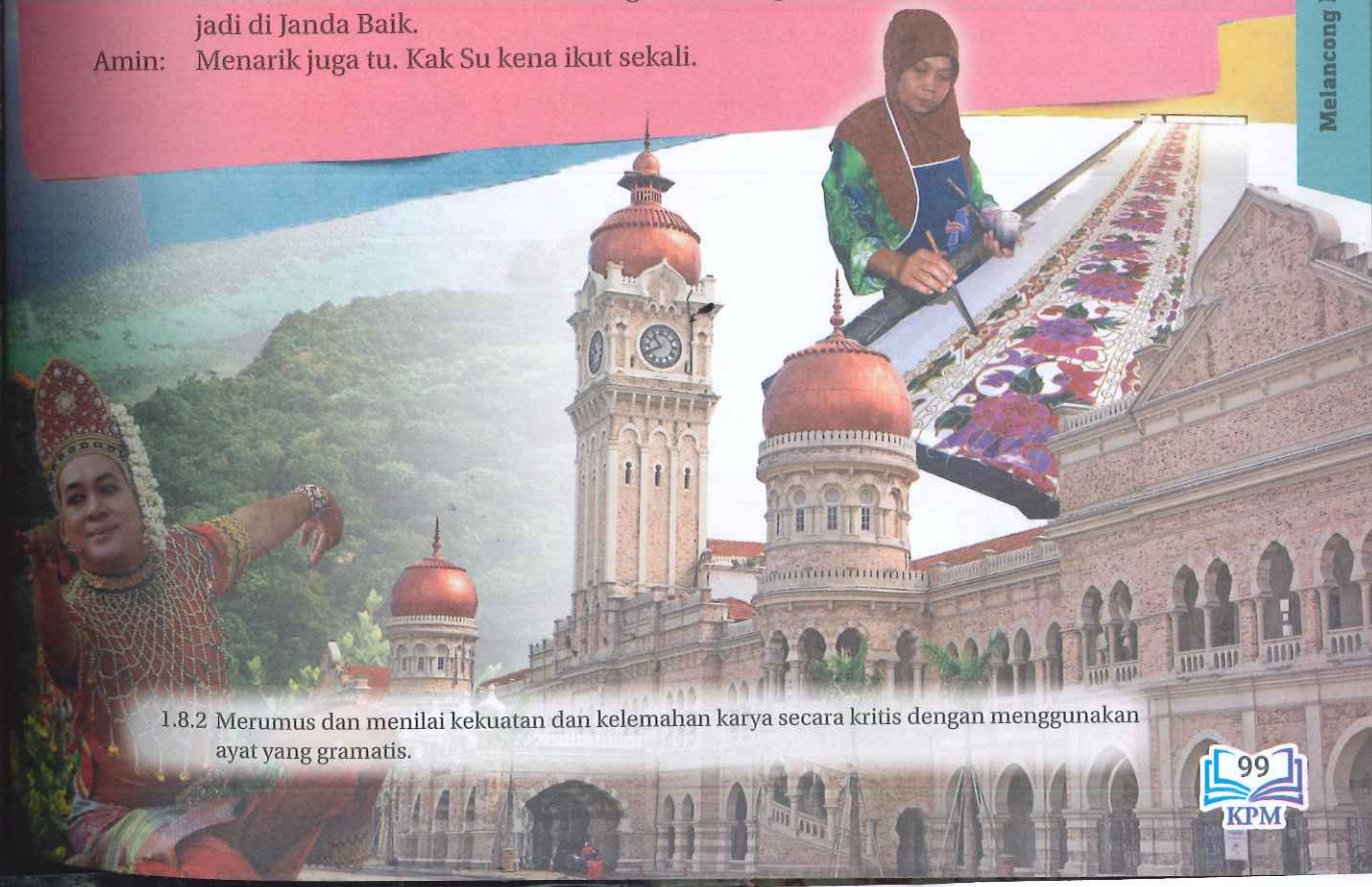 jadi di Janda Baik.
Amin: Menarik juga tu. Kak Su kena ikut sekali.
Melancong
1.8.2 Merumus dan menilai kekuatan dan kelemahan karya secara kritis dengan menggunakan
ayat yang gramatis.
99
KPM